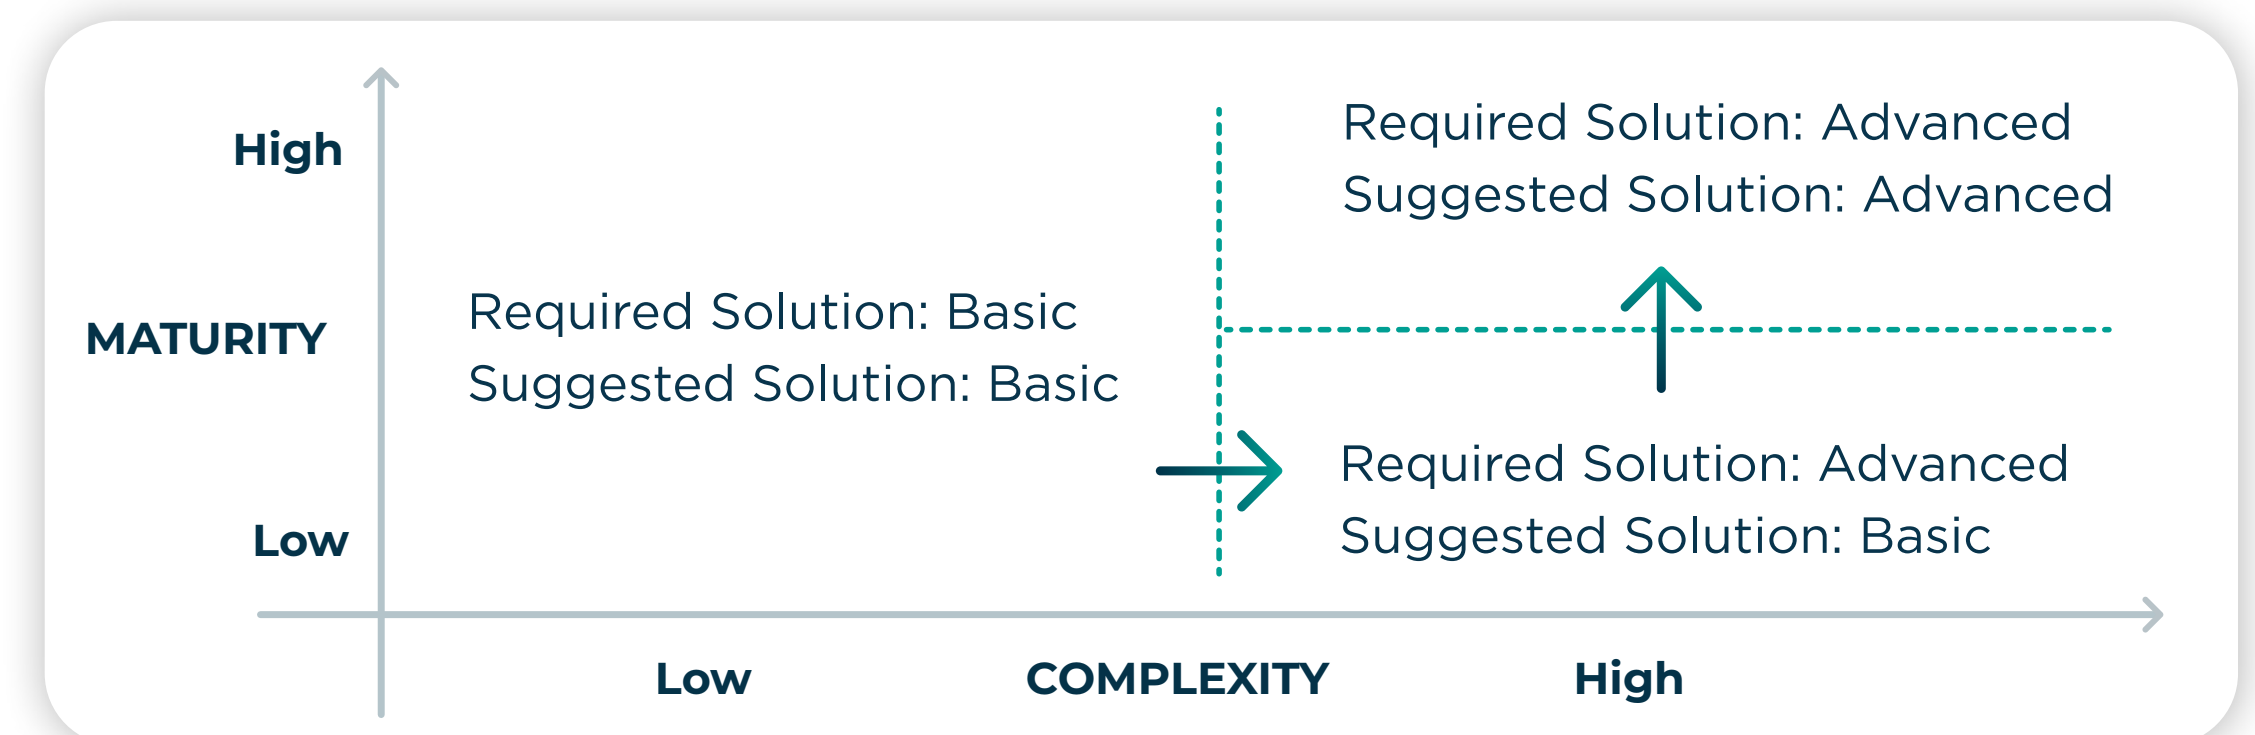 High
MATURITY
Low
Required Solution: Basic
Suggested Solution: Basic
Required Solution: Advanced
Suggested Solution: Advanced
Required Solution: Advanced
Suggested Solution: Basic
Low
COMPLEXITY
High